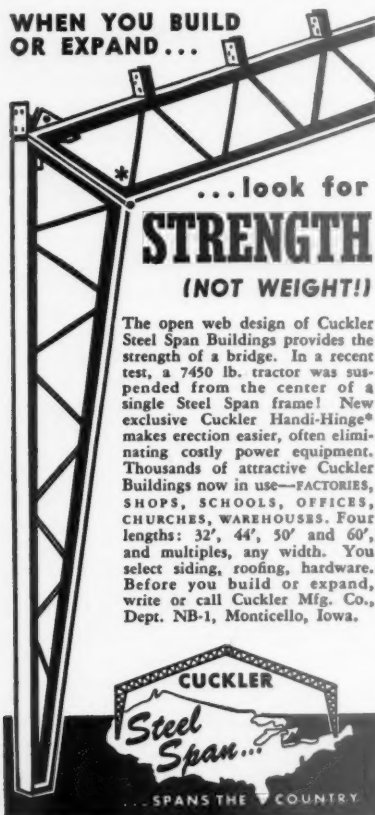 WHEN YOU BUILD
OR EXPAND...
*
...look for
STRENGTH
(NOT WEIGHT!)
The open web design of Cuckler
Steel Span Buildings provides the
strength of a bridge. In a recent
test, a 7450 lb. tractor was sus-
pended from the center of a
single Steel Span frame! New
exclusive Cuckler Handi-Hinge*
makes erection easier, often elimi-
nating costly power equipment.
Thousands of attractive Cuckler
Buildings now in use—FACTORIES,
SHOPS, SCHOOLS, OFFICES,
CHURCHES, WAREHOUSES. Four
lengths: 32', 44', 50' and 60',
and multiples, any width. You
select siding, roofing, hardware.
Before you build or expand,
write or call Cuckler Mfg. Co.,
Dept. NB-1, Monticello, Iowa.
CUCKLER
Steel
Span...
...SPANS THE COUNTRY